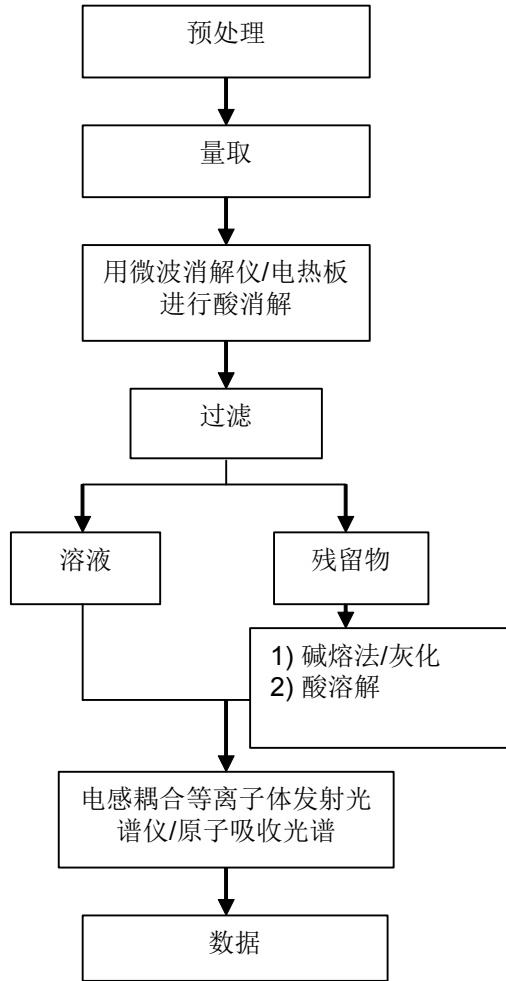 预处理
量取
用微波消解仪/电热板
进行酸消解
过滤
溶液
残留物
1) 碱熔法/灰化
2) 酸溶解
电感耦合等离子体发射光
谱仪/原子吸收光谱
数据